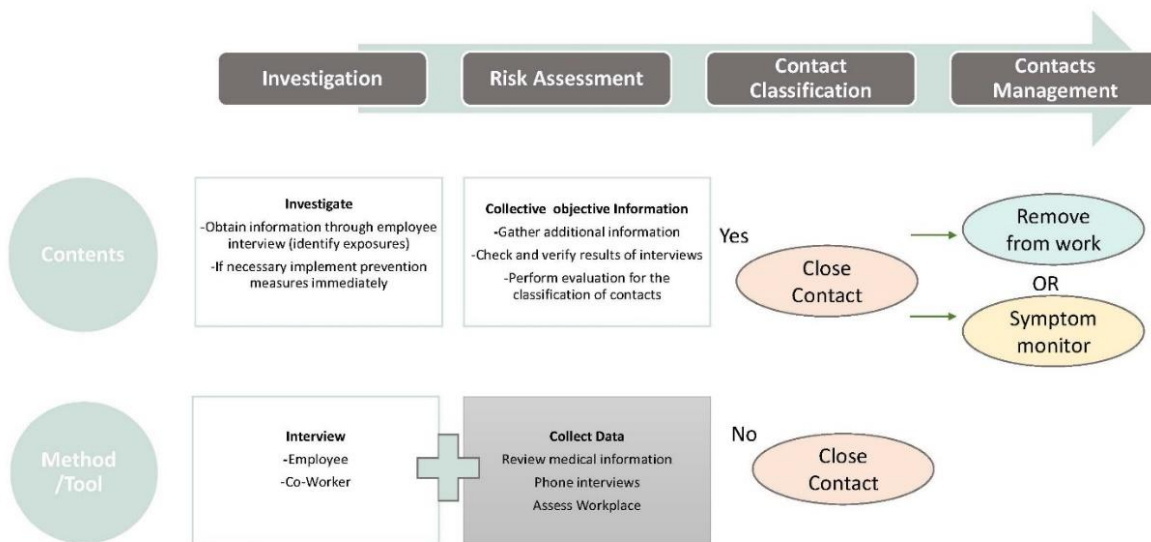 Investigation
Risk Assessment
Contact
Classification
Contacts
Management
Contents
Investigate
-Obtain information through employee
interview (identify exposures)
-If necessary implement prevention
measures immediately
Collective objective Information
-Gather additional information
-Check and verify results of interviews
-Perform evaluation for the
classification of contacts
Yes
Close
Contact
Remove
from work
OR
Symptom
monitor
Method
/Tool
Interview
-Employee
-Co-Worker
Collect Data
Review medical information
Phone interviews
Assess Workplace
No
Close
Contact